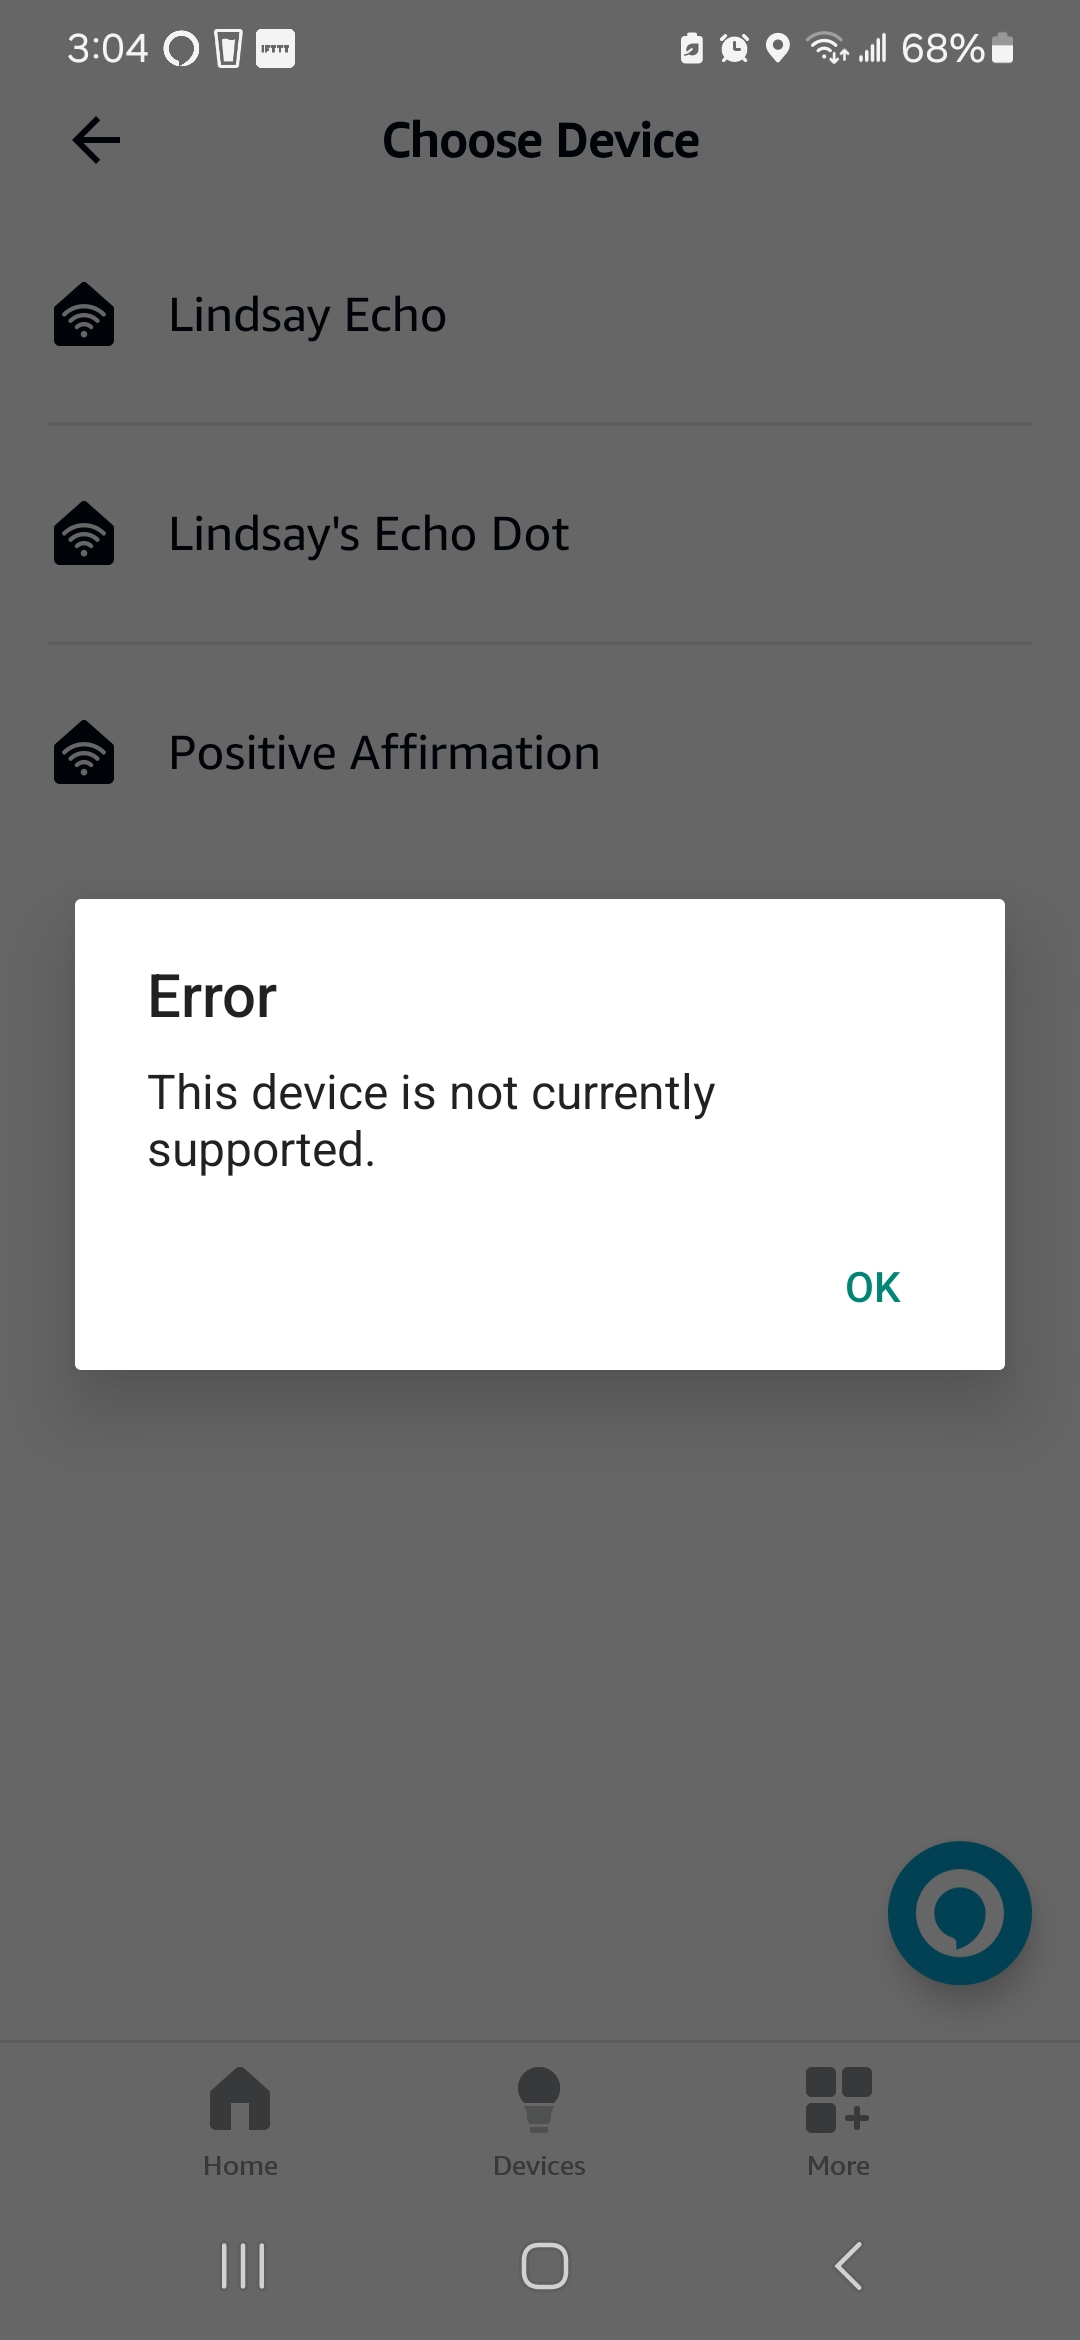 3:04 IFTTT 68%
Choose Device
Lindsay Echo
Lindsay's Echo Dot
Positive Affirmation
Error
This device is not currently
supported.
OK
Home Devices More